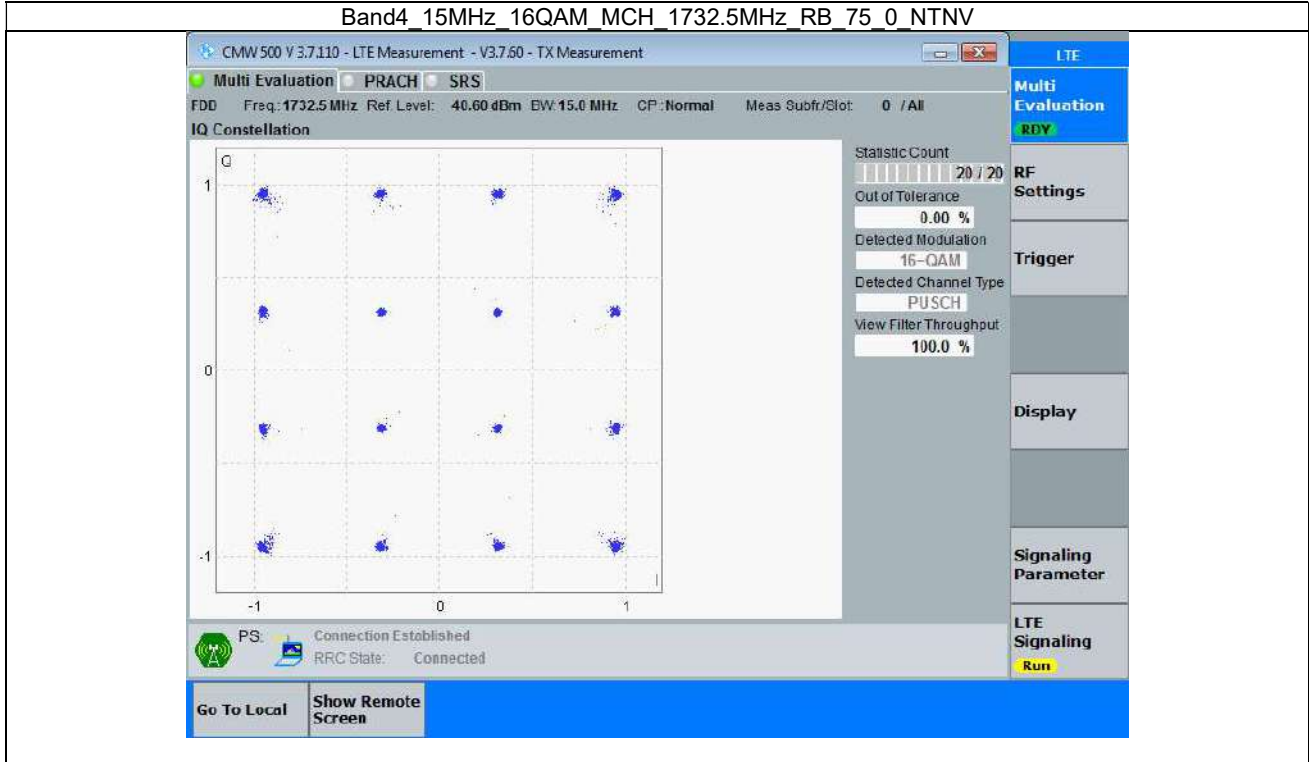 Band4_15MHz_16QAM_MCH_1732.5MHz_RB_75_0_NTNV
CMW 500 V 3.7.110 - LTE Measurement - V3.7.60 - TX Measurement
LTE
Multi Evaluation PRACH SRS
Multi
Evaluation
RDY
FDD Freq.: 1732.5 MHz Ref. Level: 40.60 dBm BW: 15.0 MHz CP: Normal Meas Subfr/Slot: 0 / All
IQ Constellation
Q
1
0
-1
-1 0 1
I
Statistic Count
20 / 20
Out of Tolerance
0.00 %
Detected Modulation
16-QAM
Detected Channel Type
PUSCH
View Filter Throughput
100.0 %
RF
Settings
Trigger
Display
Signaling
Parameter
LTE
Signaling
Run
PS: Connection Established
RRC State: Connected
Go To Local
Show Remote
Screen